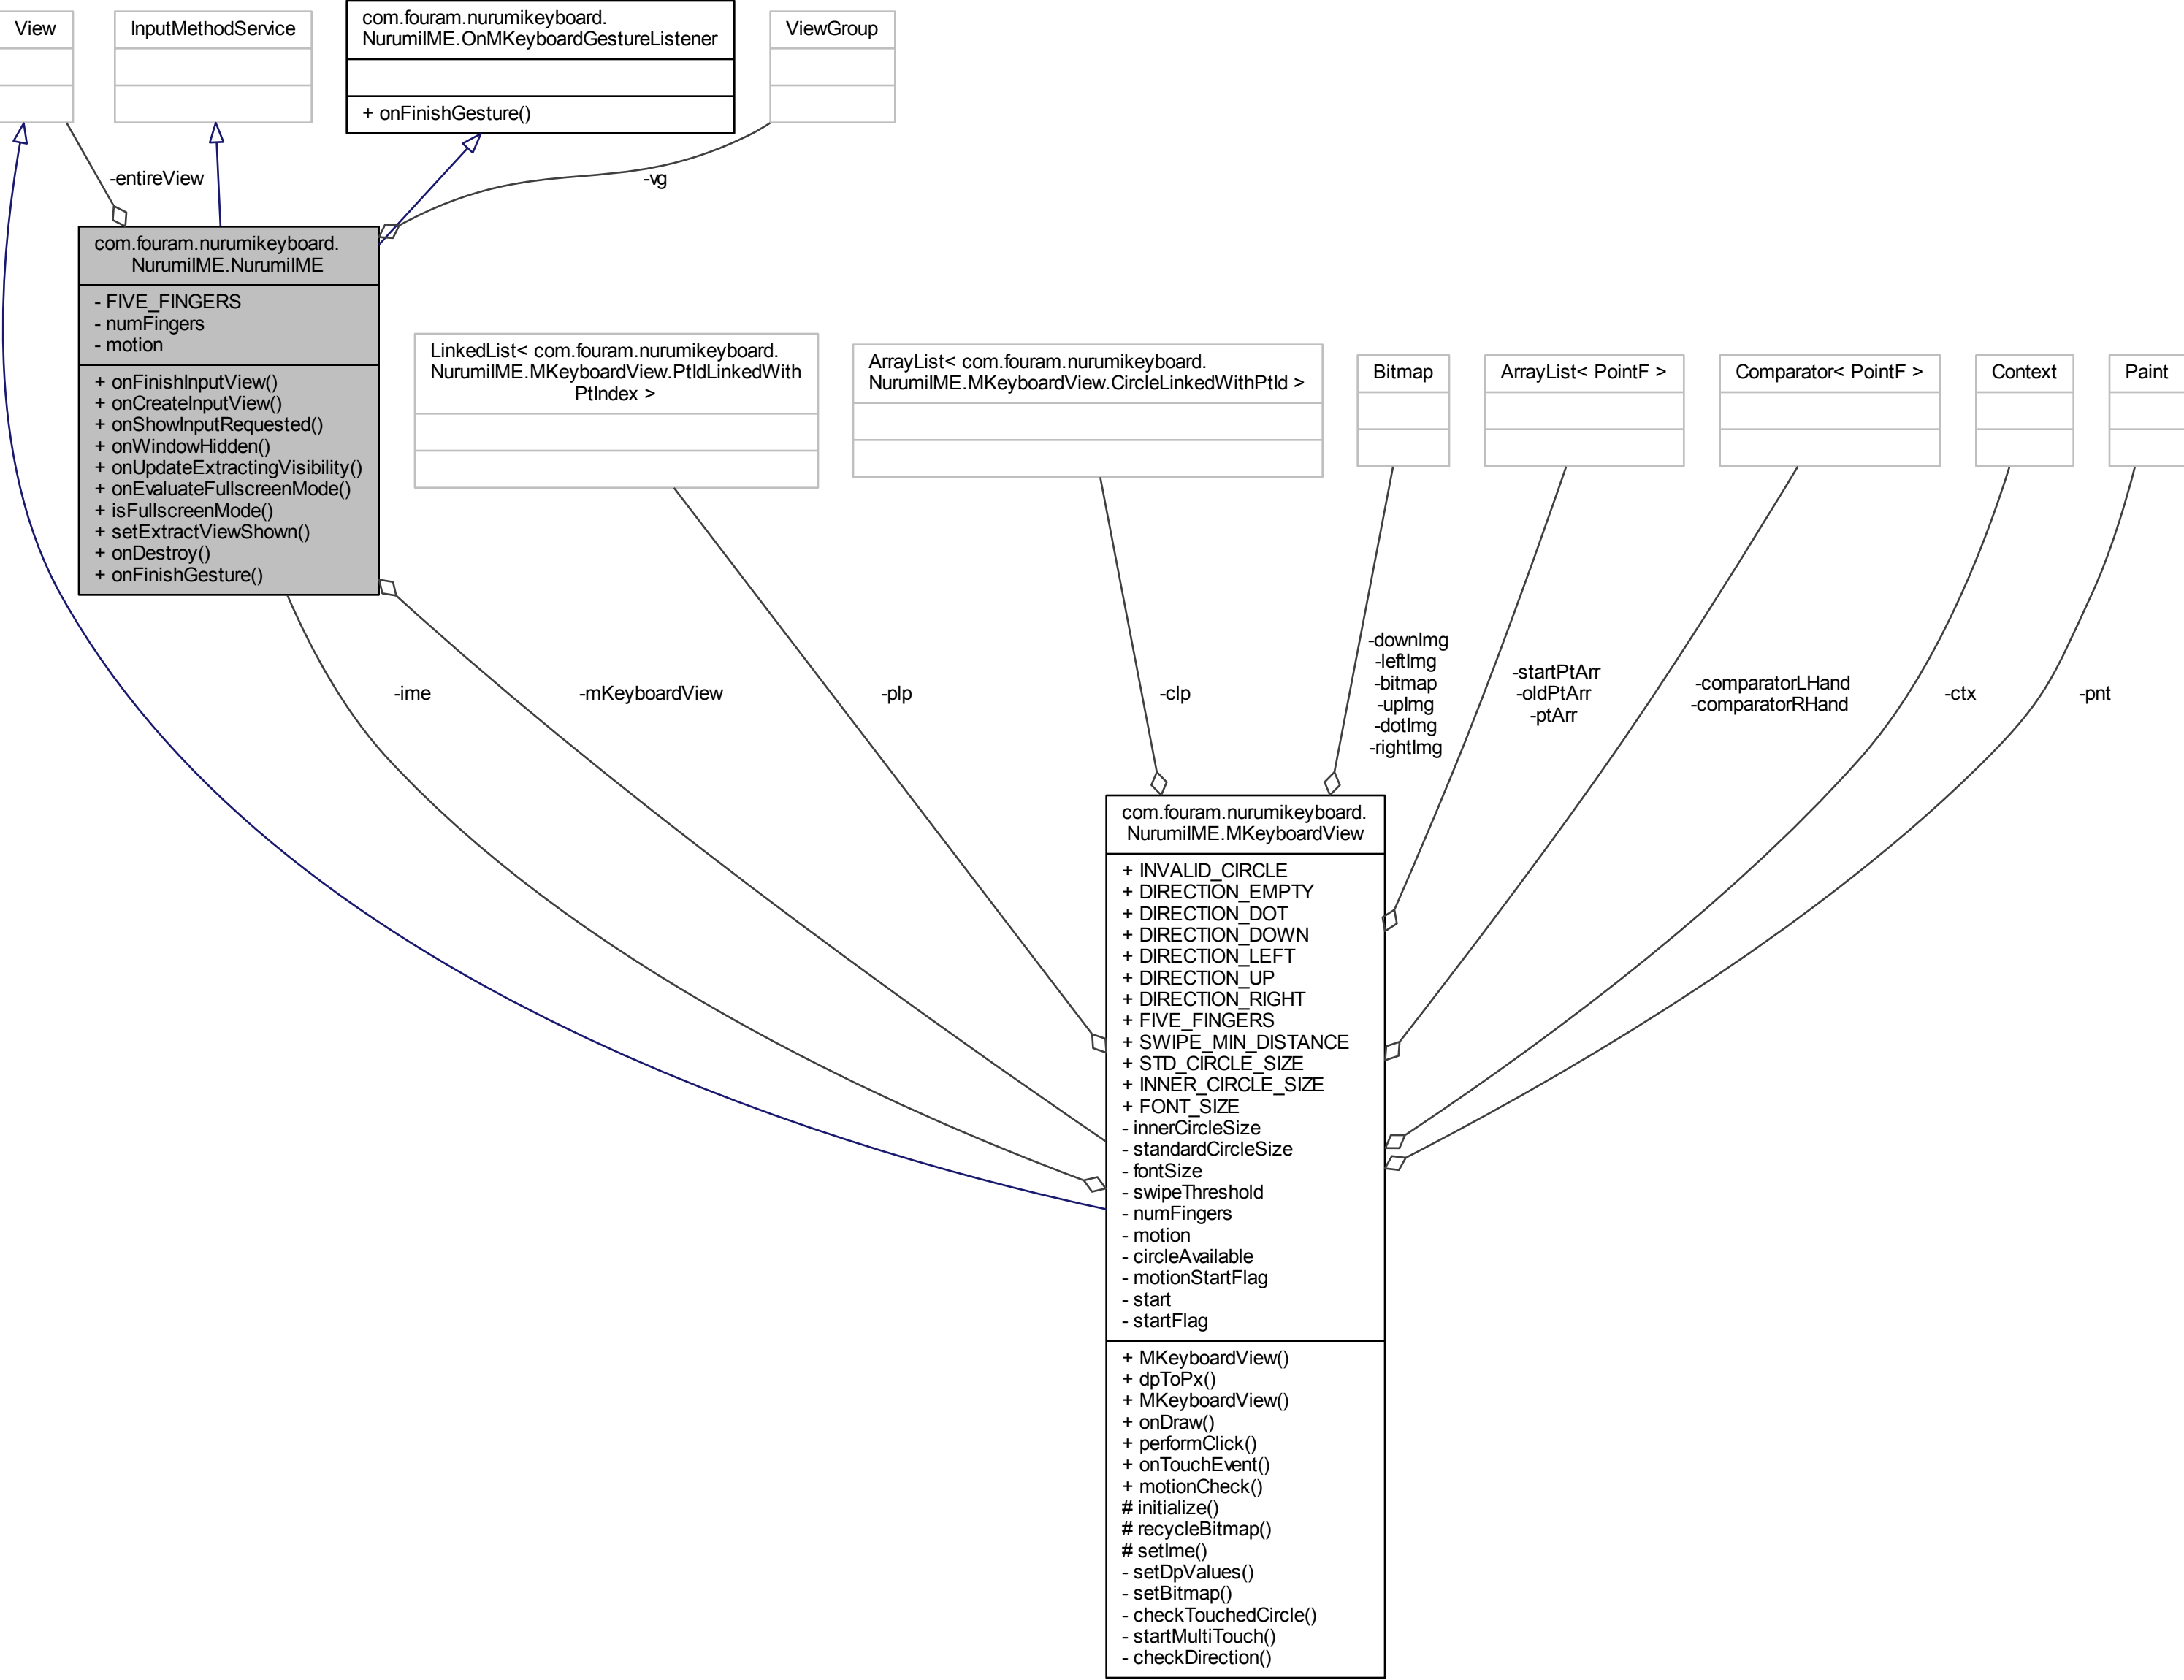 View
InputMethodService
com.fouram.nurumikeyboard.
NurumiIME.OnMKeyboardGestureListener
+ onFinishGesture()
ViewGroup
-entireView
-vg
com.fouram.nurumikeyboard.
NurumiIME.NurumiIME
- FIVE_FINGERS
- numFingers
- motion
+ onFinishInputView()
+ onCreateInputView()
+ onShowInputRequested()
+ onWindowHidden()
+ onUpdateExtractingVisibility()
+ onEvaluateFullscreenMode()
+ isFullscreenMode()
+ setExtractViewShown()
+ onDestroy()
+ onFinishGesture()
LinkedList< com.fouram.nurumikeyboard.
NurumiIME.MKeyboardView.PtIdLinkedWith
PtIndex >
ArrayList< com.fouram.nurumikeyboard.
NurumiIME.MKeyboardView.CircleLinkedWithPtId >
Bitmap
ArrayList< PointF >
Comparator< PointF >
Context
Paint
-ime
-mKeyboardView
-plp
-clp
-downImg
-leftImg
-bitmap
-upImg
-dotImg
-rightImg
-startPtArr
-oldPtArr
-ptArr
-comparatorLHand
-comparatorRHand
-ctx
-pnt
com.fouram.nurumikeyboard.
NurumiIME.MKeyboardView
+ INVALID_CIRCLE
+ DIRECTION_EMPTY
+ DIRECTION_DOT
+ DIRECTION_DOWN
+ DIRECTION_LEFT
+ DIRECTION_UP
+ DIRECTION_RIGHT
+ FIVE_FINGERS
+ SWIPE_MIN_DISTANCE
+ STD_CIRCLE_SIZE
+ INNER_CIRCLE_SIZE
+ FONT_SIZE
- innerCircleSize
- standardCircleSize
- fontSize
- swipeThreshold
- numFingers
- motion
- circleAvailable
- motionStartFlag
- start
- startFlag
+ MKeyboardView()
+ dpToPx()
+ MKeyboardView()
+ onDraw()
+ performClick()
+ onTouchEvent()
+ motionCheck()
# initialize()
# recycleBitmap()
# setIme()
- setDpValues()
- setBitmap()
- checkTouchedCircle()
- startMultiTouch()
- checkDirection()